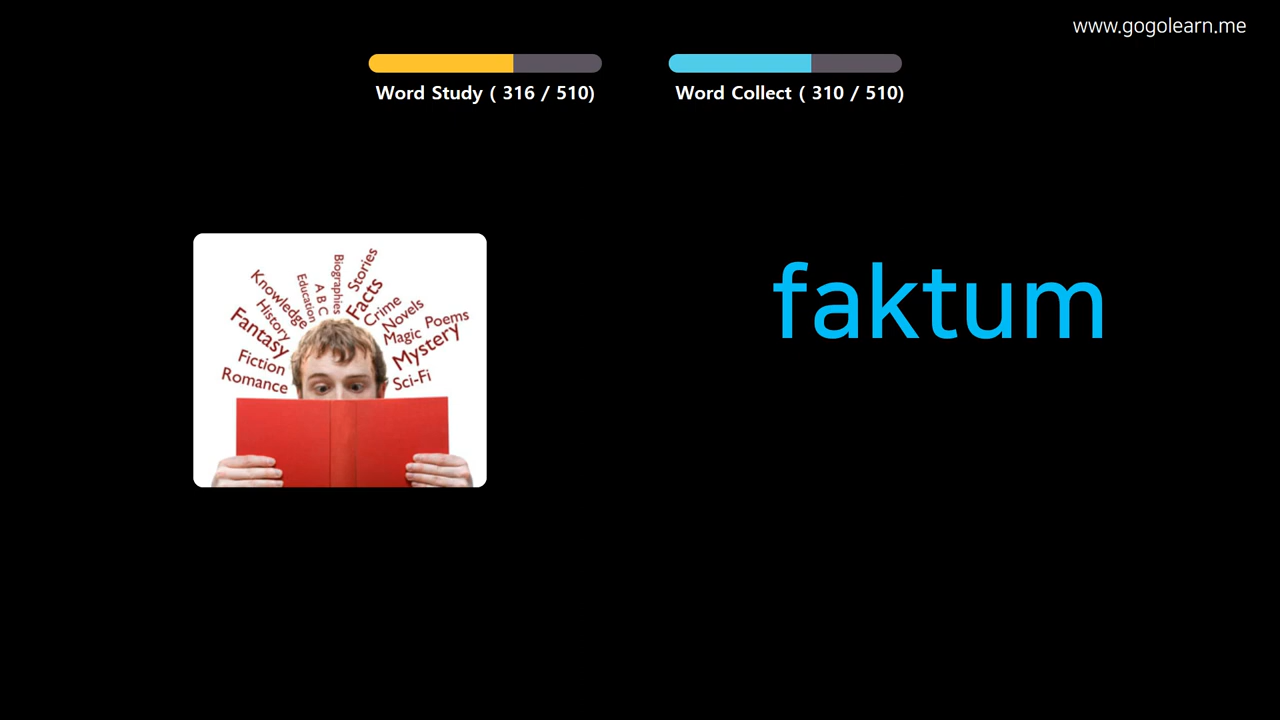 www.gogolearn.me
Word Study ( 316 / 510)
Word Collect ( 310 / 510)
faktum
Stories
Biographies
Facts
A B C
Education
Knowledge
Crime
History
Novels
Poems
Fantasy
Magic
Mystery
Fiction
Romance
Sci-Fi